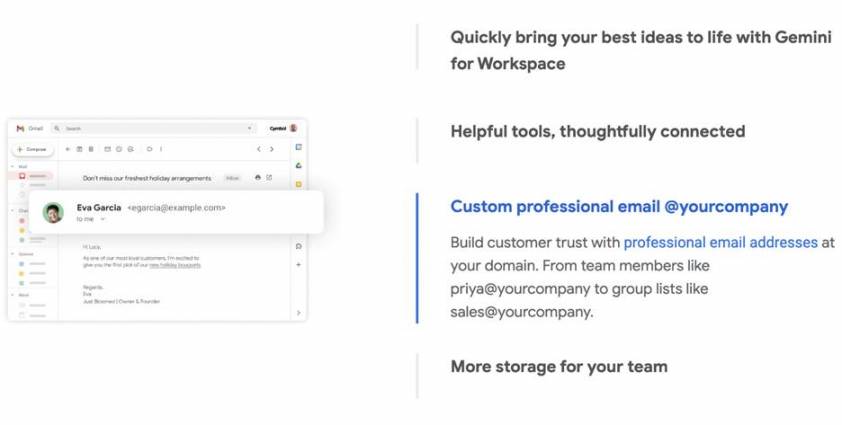 Quickly bring your best ideas to life with Gemini
for Workspace
Helpful tools, thoughtfully connected
Custom professional email @yourcompany
Build customer trust with professional email addresses at
your domain. From team members like
priya@yourcompany to group lists like
sales@yourcompany.
More storage for your team
Gmail
Search
Cymbal
Compose
Mail
Don't miss our freshest holiday arrangements
Inbox
Eva Garcia <egarcia@example.com>
to me
Hi Lucy,
As one of our most loyal customers, I'm excited to
give you the first pick of our new holiday bouquets.
Regards,
Eva
Just Bloomed | Owner & Founder